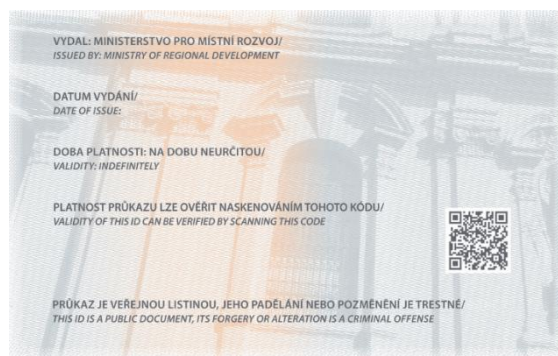 VYDAL: MINISTERSTVO PRO MÍSTNÍ ROZVOJ/
ISSUED BY: MINISTRY OF REGIONAL DEVELOPMENT
DATUM VYDÁNÍ/
DATE OF ISSUE:
DOBA PLATNOSTI: NA DOBU NEURČITOU/
VALIDITY: INDEFINITELY
PLATNOST PRŮKAZU LZE OVĚŘIT NASKENOVÁNÍM TOHOTO KÓDU/
VALIDITY OF THIS ID CAN BE VERIFIED BY SCANNING THIS CODE
PRŮKAZ JE VEŘEJNOU LISTINOU, JEHO PADĚLÁNÍ NEBO POZMĚNĚNÍ JE TRESTNÉ/
THIS ID IS A PUBLIC DOCUMENT, ITS FORGERY OR ALTERATION IS A CRIMINAL OFFENSE